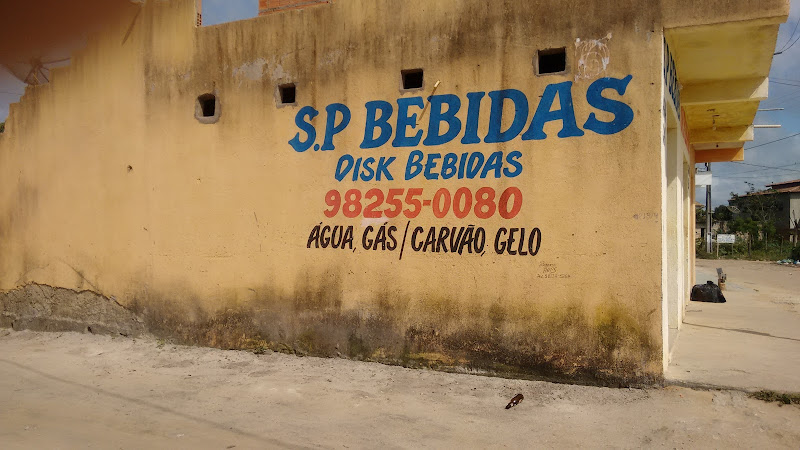 S.P BEBIDAS
DISK BEBIDAS
98255-0080
ÁGUA, GÁS/CARVÃO, GELO